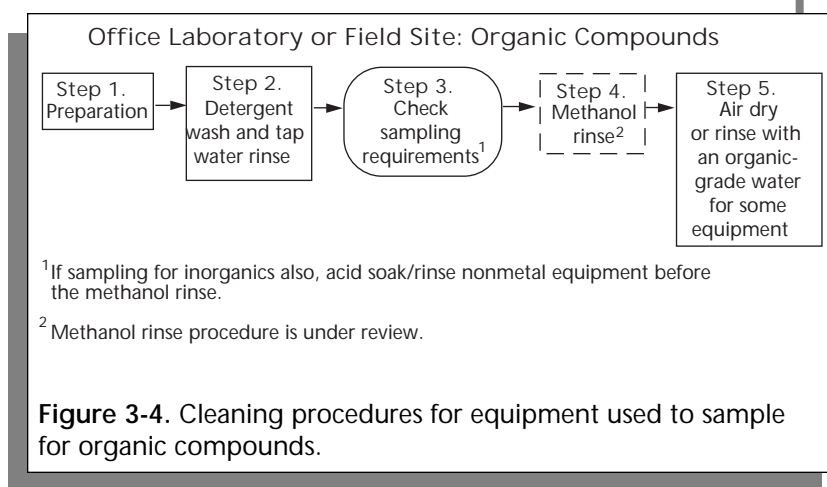 Office Laboratory or Field Site: Organic Compounds
Step 1.
Preparation
Step 2.
Detergent
wash and tap
water rinse
Step 3.
Check
sampling
requirements1
Step 4.
Methanol
rinse2
Step 5.
Air dry
or rinse with
an organic-
grade water
for some
equipment
1If sampling for inorganics also, acid soak/rinse nonmetal equipment before
the methanol rinse.
2 Methanol rinse procedure is under review.
Figure 3-4. Cleaning procedures for equipment used to sample
for organic compounds.